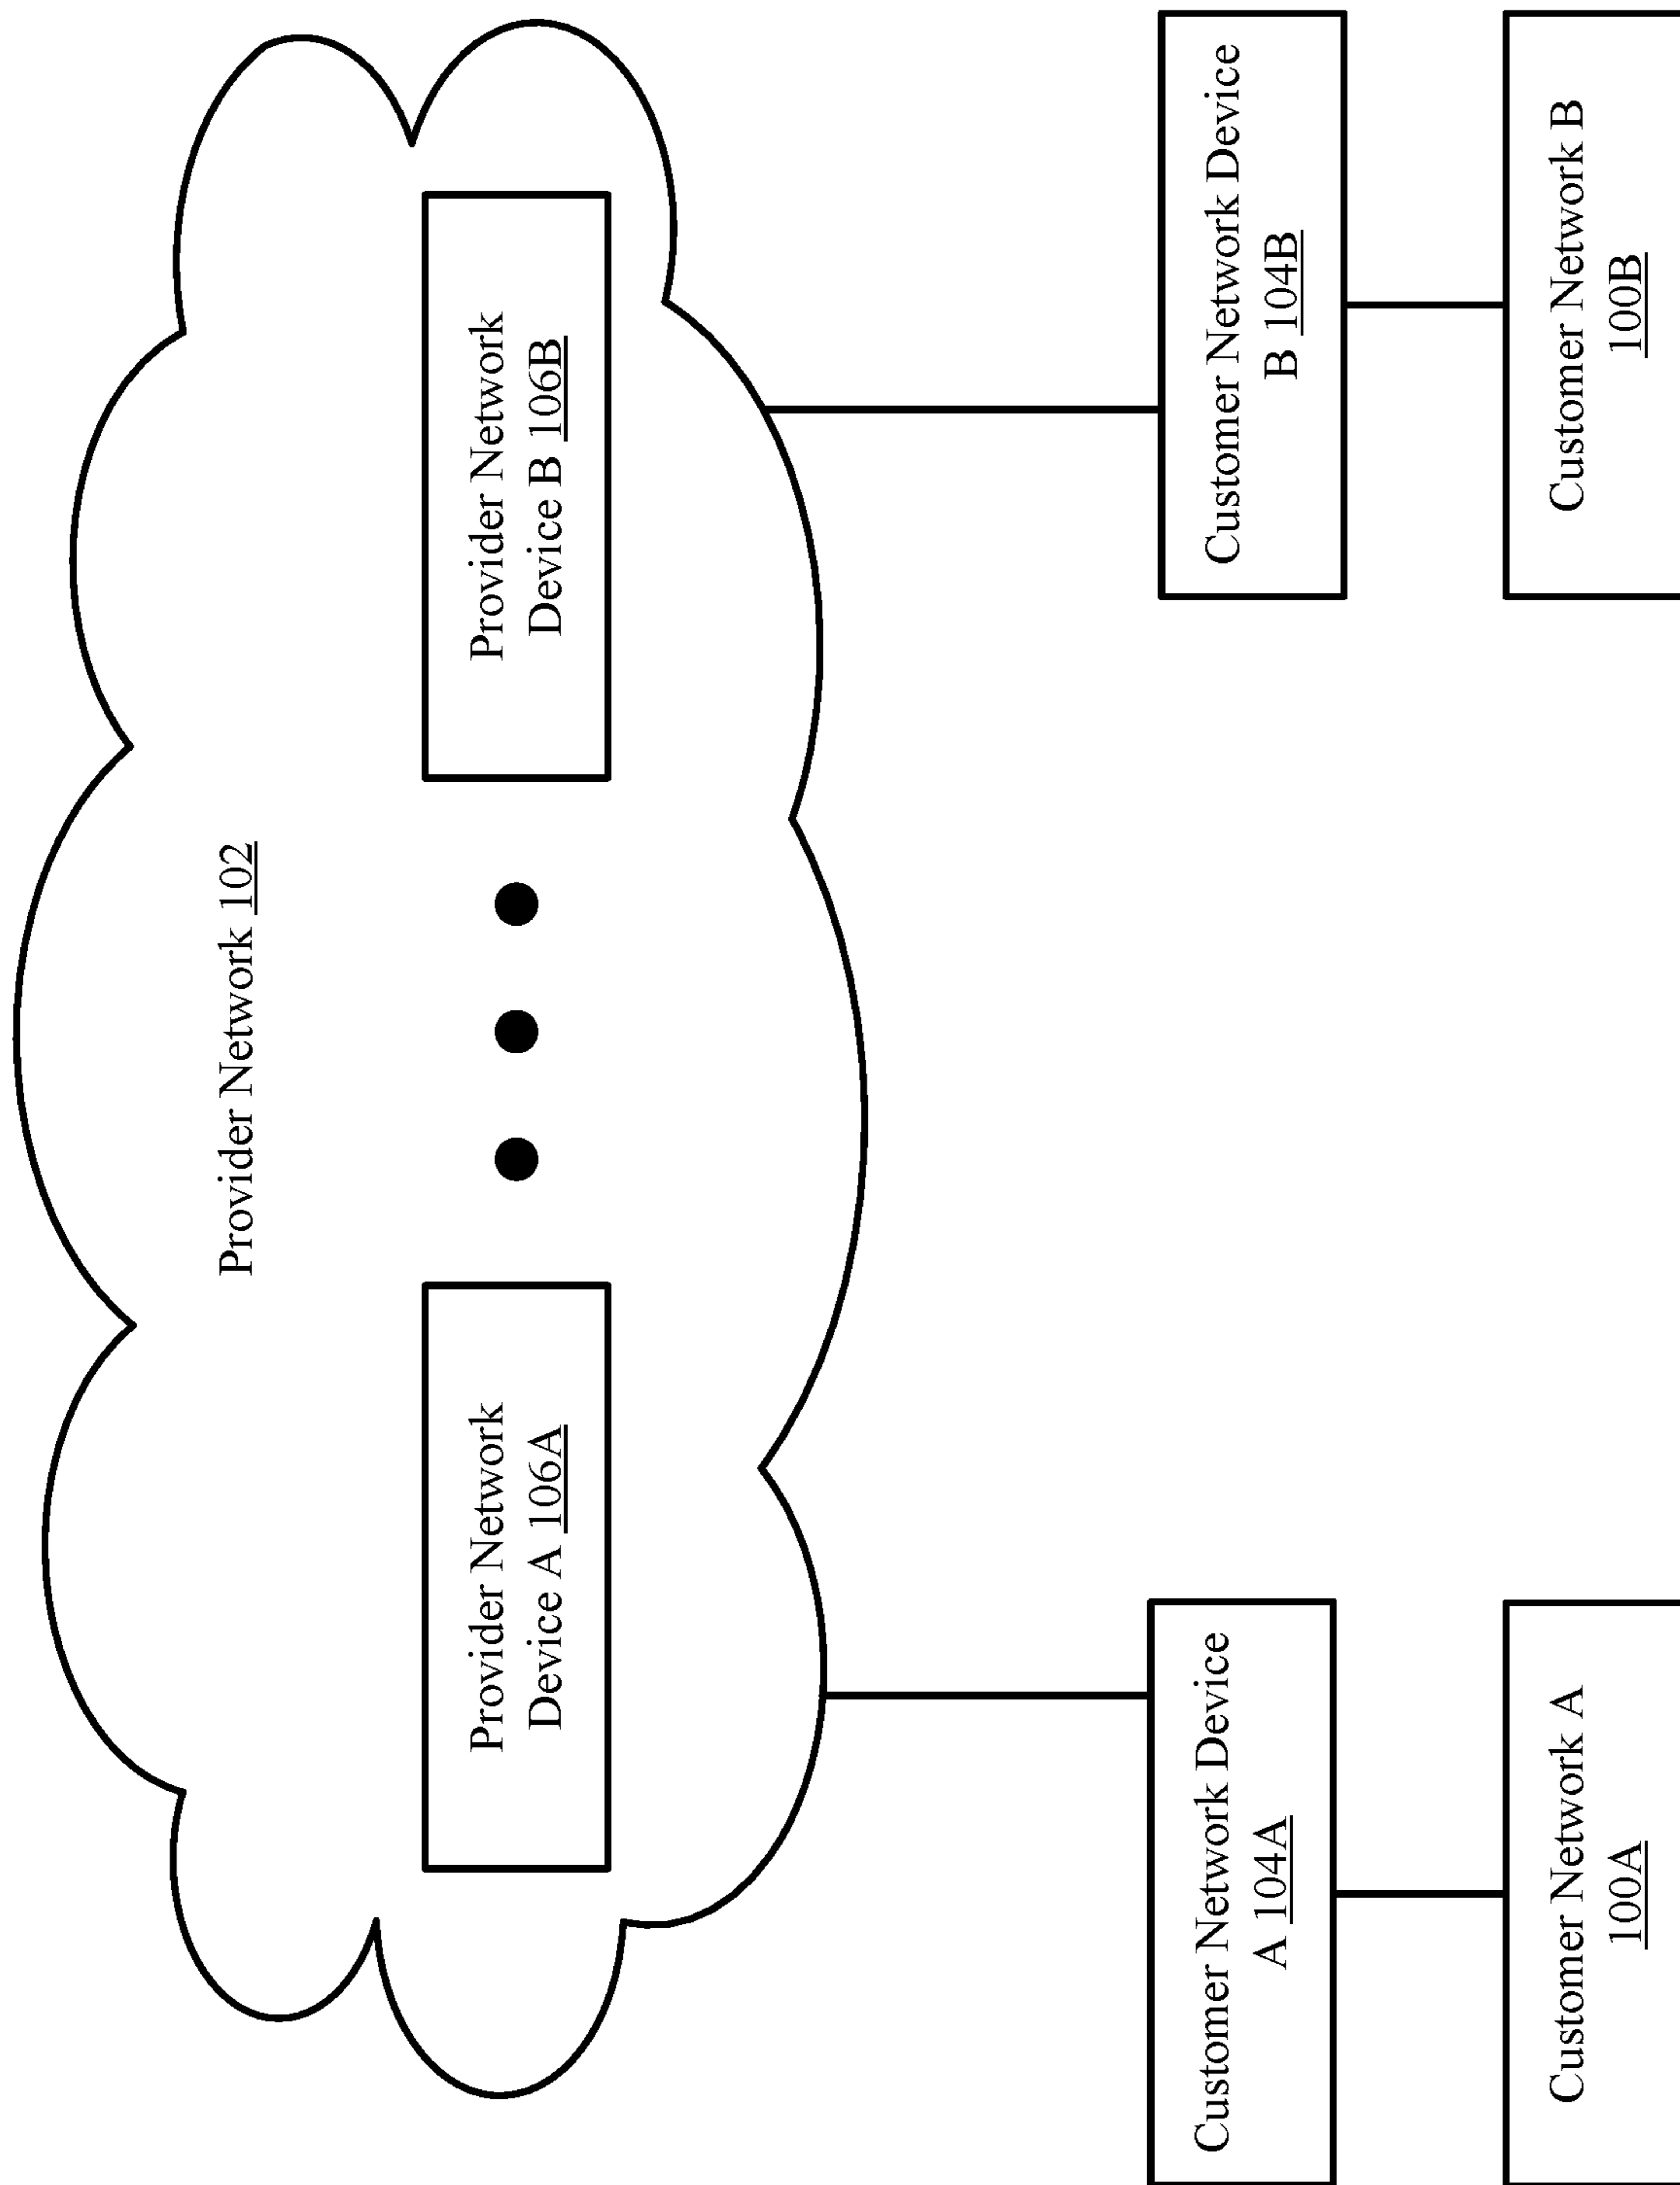 Provider Network 102
Provider Network
Device A 106A
Provider Network
Device B 106B
Customer Network Device
A 104A
Customer Network Device
B 104B
Customer Network A
100A
Customer Network B
100B